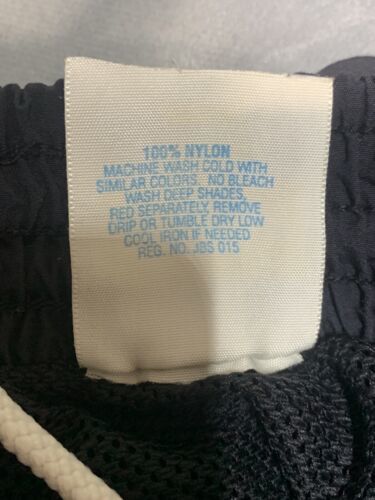 100% NYLON
MACHINE WASH COLD WITH
SIMILAR COLORS. NO BLEACH
WASH DEEP SHADES,
RED SEPARATELY. REMOVE
DRIP OR TUMBLE DRY LOW
COOL IRON IF NEEDED
REG. NO. JBS 015